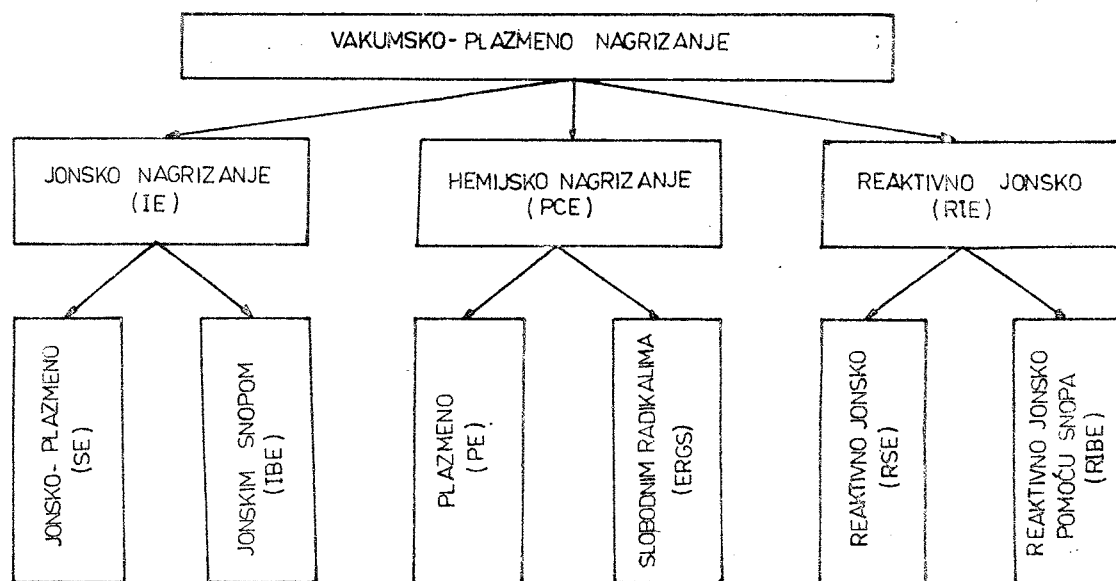 VAKUMSKO-PLAZMENO NAGRIZANJE
JONSKO NAGRIZANJE
(IE)
HEMIJSKO NAGRIZANJE
(PCE)
REAKTIVNO JONSKO
(RIE)
JONSKO-PLAZMENO
(SE)
JONSKIM SNOPOM
(IBE)
PLAZMENO
(PE)
SLOBODNIM RADIKALIMA
(ERGS)
REAKTIVNO JONSKO
(RSE)
REAKTIVNO JONSKO
POMOĆU SNOPA
(RIBE)